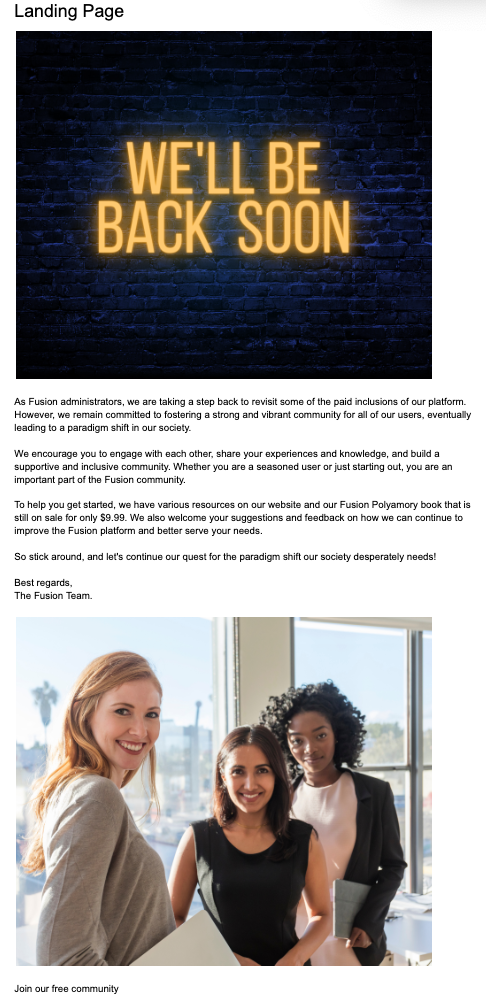 Landing Page
WE'LL BE
BACK SOON
As Fusion administrators, we are taking a step back to revisit some of the paid inclusions of our platform.
However, we remain committed to fostering a strong and vibrant community for all of our users, eventually
leading to a paradigm shift in our society.
We encourage you to engage with each other, share your experiences and knowledge, and build a
supportive and inclusive community. Whether you are a seasoned user or just starting out, you are an
important part of the Fusion community.
To help you get started, we have various resources on our website and our Fusion Polyamory book that is
still on sale for only $9.99. We also welcome your suggestions and feedback on how we can continue to
improve the Fusion platform and better serve your needs.
So stick around, and let's continue our quest for the paradigm shift our society desperately needs!
Best regards,
The Fusion Team.
Join our free community